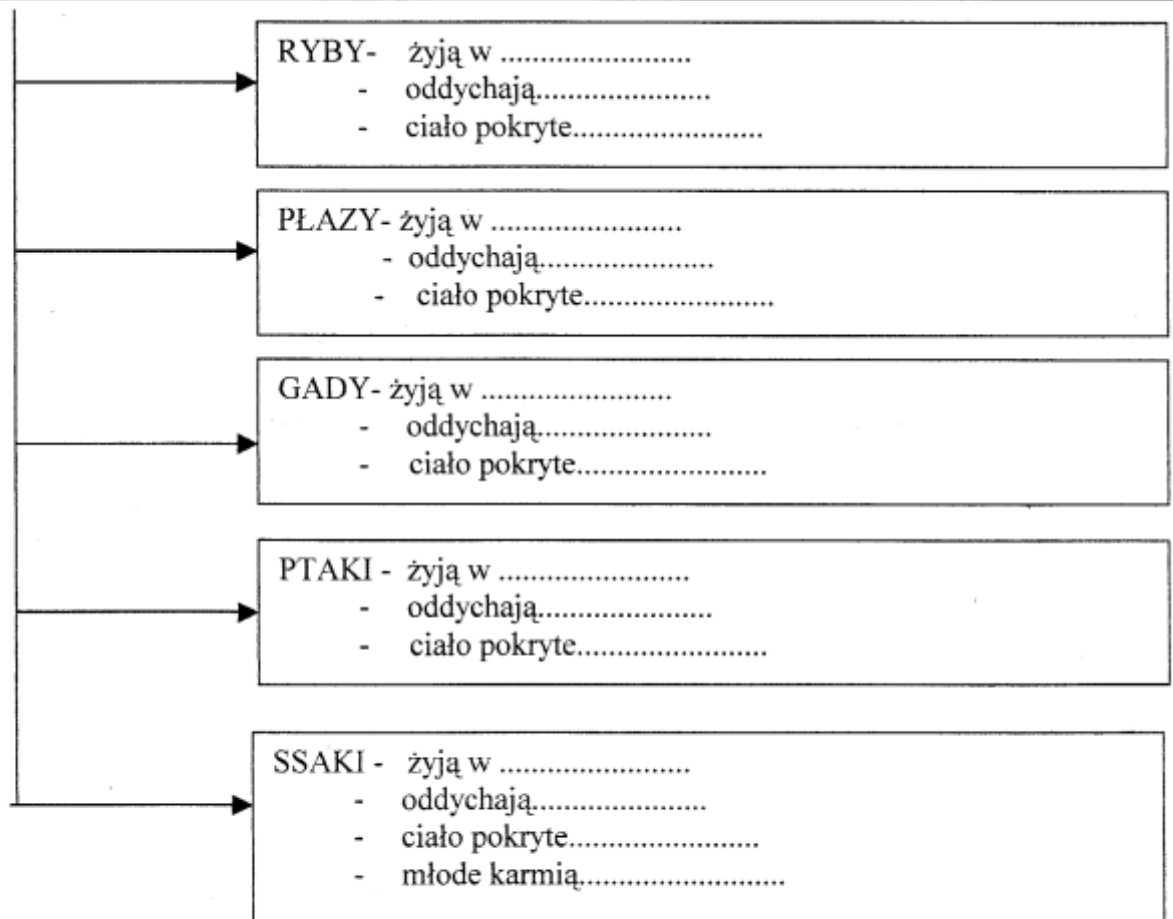 RYBY- żyją w ........................
- oddychają......................
- ciało pokryte........................
PŁAZY- żyją w ........................
- oddychają......................
- ciało pokryte........................
GADY- żyją w ........................
- oddychają......................
- ciało pokryte........................
PTAKI - żyją w ........................
- oddychają......................
- ciało pokryte........................
SSAKI - żyją w ........................
- oddychają......................
- ciało pokryte........................
- młode karmią..........................